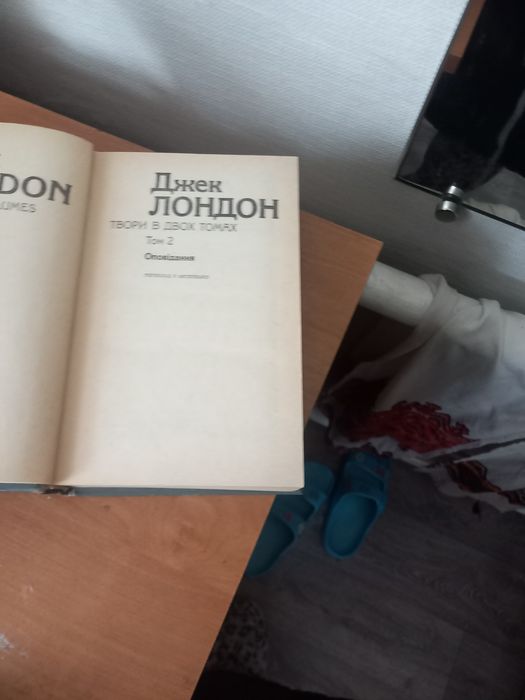 DON
UMES
Джек
ЛОНДОН
ТВОРИ В ДВОХ ТОМАХ
Том 2
Оповідання